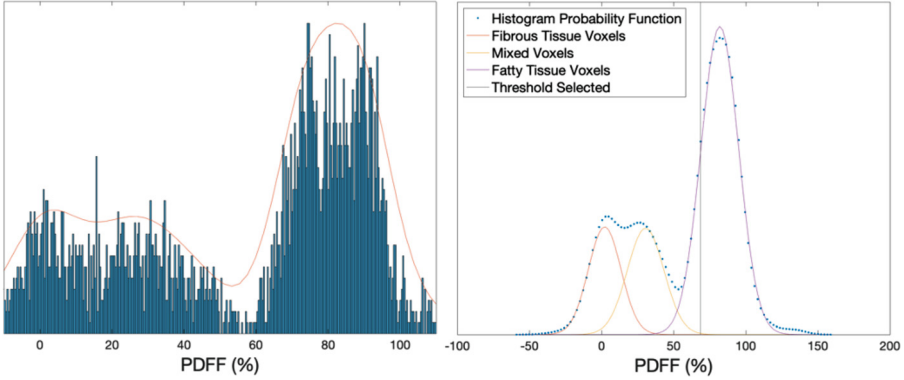 Histogram Probability Function
Fibrous Tissue Voxels
Mixed Voxels
Fatty Tissue Voxels
Threshold Selected
0 20 40 60 80 100
PDFF (%)
-100 -50 0 50 100 150 200
PDFF (%)